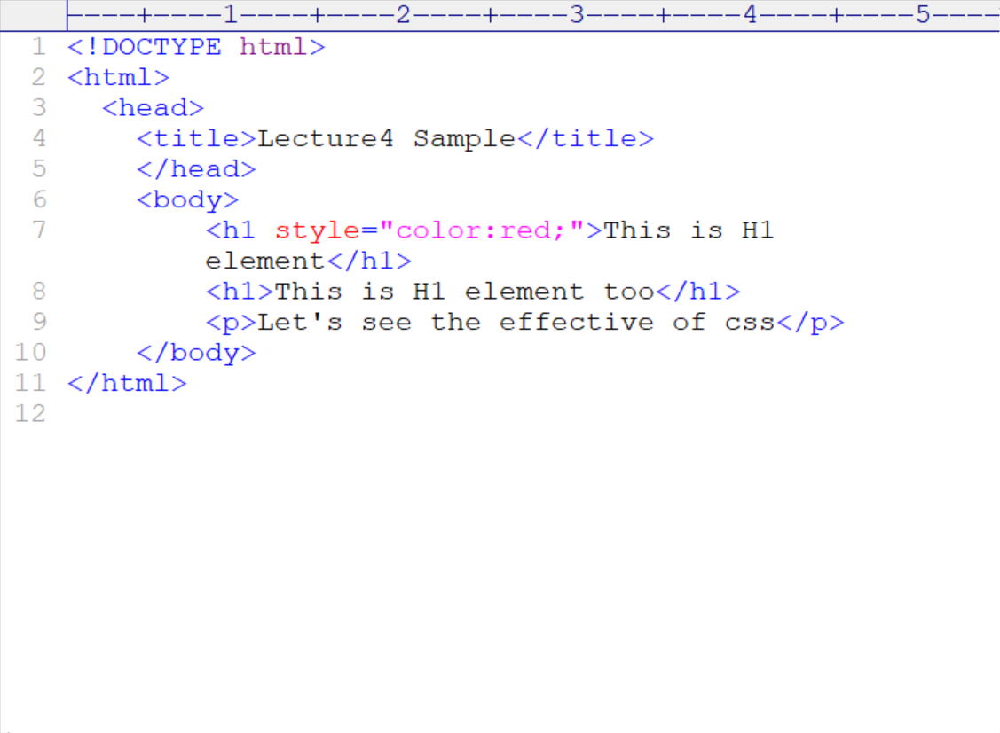 ----+----1----+----2----+----3----+----4----+----5----
1 <!DOCTYPE html>
2 <html>
3   <head>
4     <title>Lecture4 Sample</title>
5     </head>
6     <body>
7         <h1 style="color:red;">This is H1
          element</h1>
8         <h1>This is H1 element too</h1>
9         <p>Let's see the effective of css</p>
10     </body>
11 </html>
12